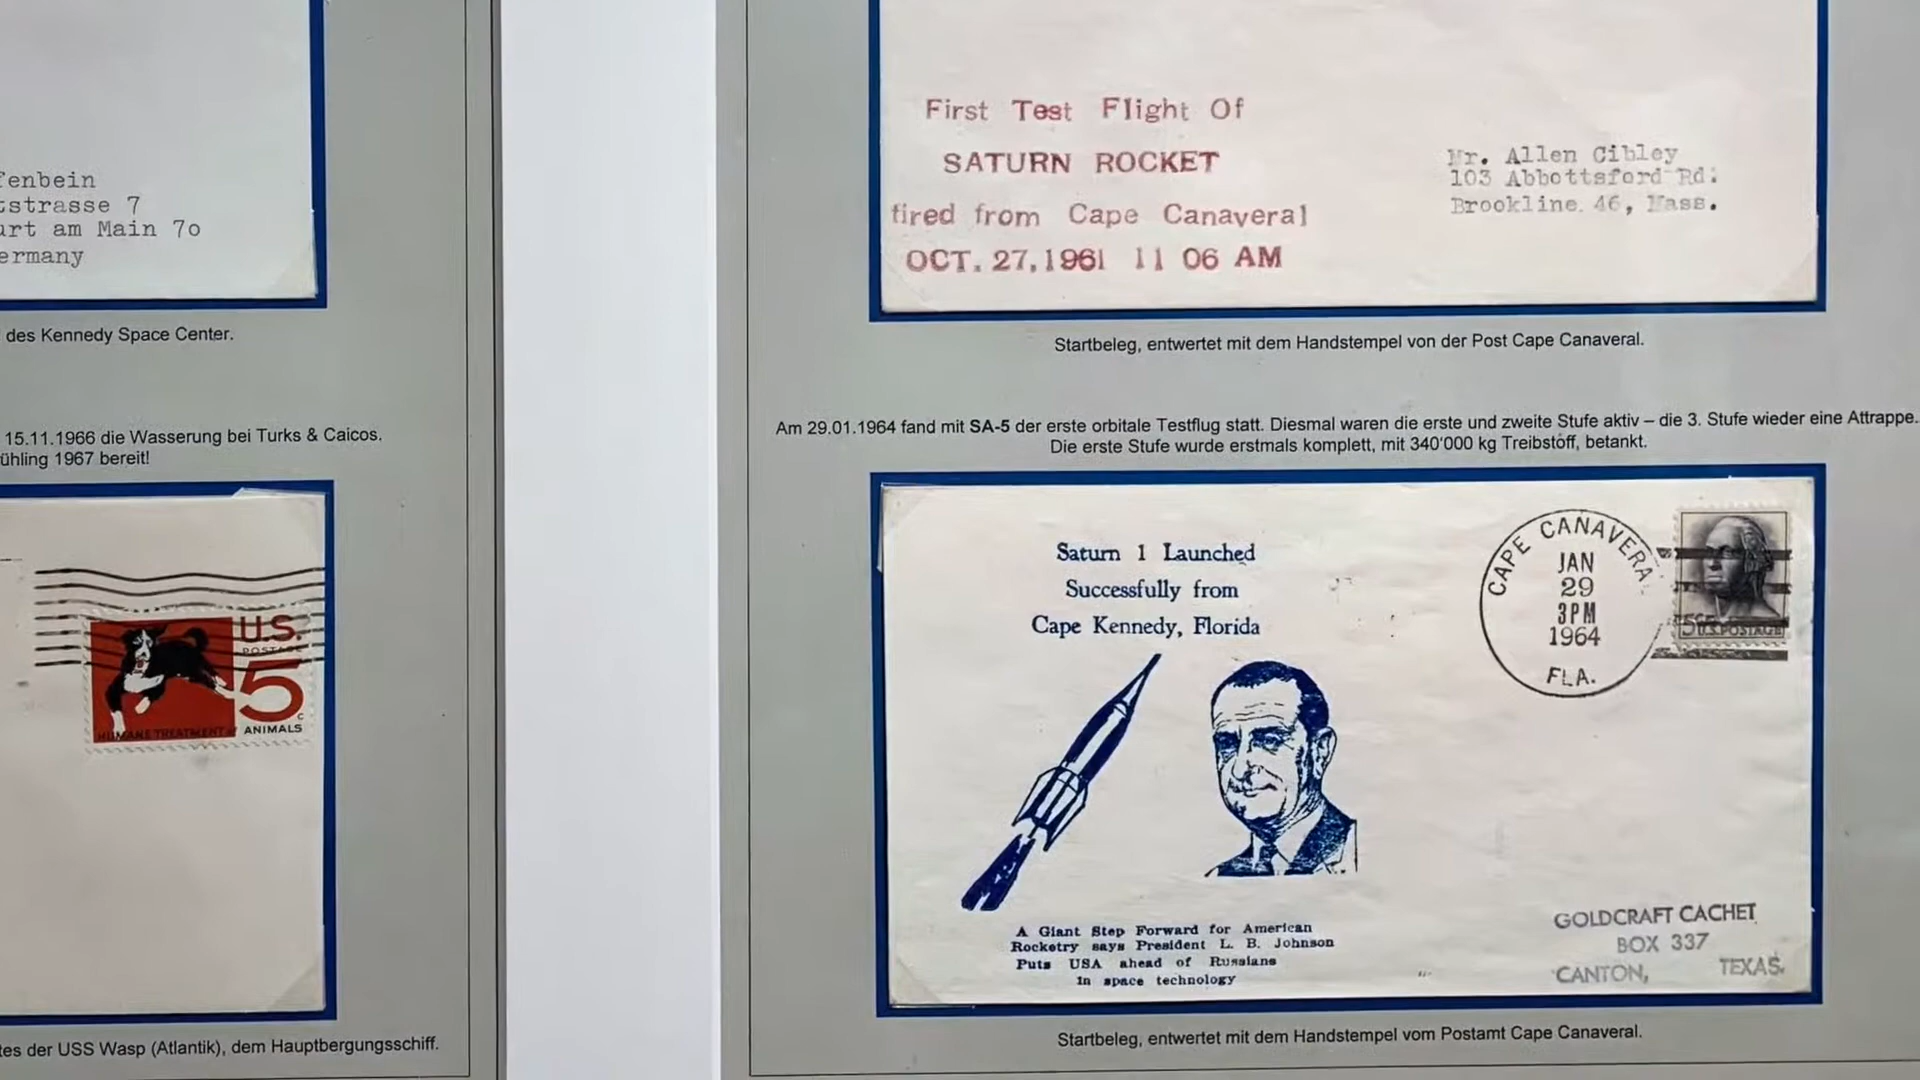 Frankfurt am Main 70
Germany
des Kennedy Space Center.
15.11.1966 die Wasserung bei Turks & Caicos.
ühling 1967 bereit!
U.S.
POSTAGE
5
c
HUMANE TREATMENT of ANIMALS
tes der USS Wasp (Atlantik), dem Hauptbergungsschiff.
First Test Flight Of
SATURN ROCKET
fired from Cape Canaveral
OCT. 27, 1961 11 06 AM
Mr. Allen Cibley
103 Abbottsford Rd.
Brookline 46, Mass.
Startbeleg, entwertet mit dem Handstempel von der Post Cape Canaveral.
Am 29.01.1964 fand mit SA-5 der erste orbitale Testflug statt. Diesmal waren die erste und zweite Stufe aktiv – die 3. Stufe wieder eine Attrappe.
Die erste Stufe wurde erstmals komplett, mit 340'000 kg Treibstoff, betankt.
Saturn 1 Launched
Successfully from
Cape Kennedy, Florida
CAPE CANAVERAL
JAN
29
3PM
1964
FLA.
5c U.S. POSTAGE
A Giant Step Forward for American
Rocketry says President L. B. Johnson
Puts USA ahead of Russians
in space technology
GOLDCRAFT CACHET
BOX 337
CANTON, TEXAS.
Startbeleg, entwertet mit dem Handstempel vom Postamt Cape Canaveral.